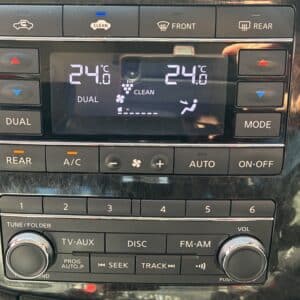 CLEAN FRONT REAR
24.0°C 24.0°C
DUAL CLEAN
DUAL MODE
REAR A/C - + AUTO ON·OFF
1 2 3 4 5 6
TUNE/FOLDER VOL
TV·AUX DISC FM·AM
PROG SEEK TRACK
AUTO.P